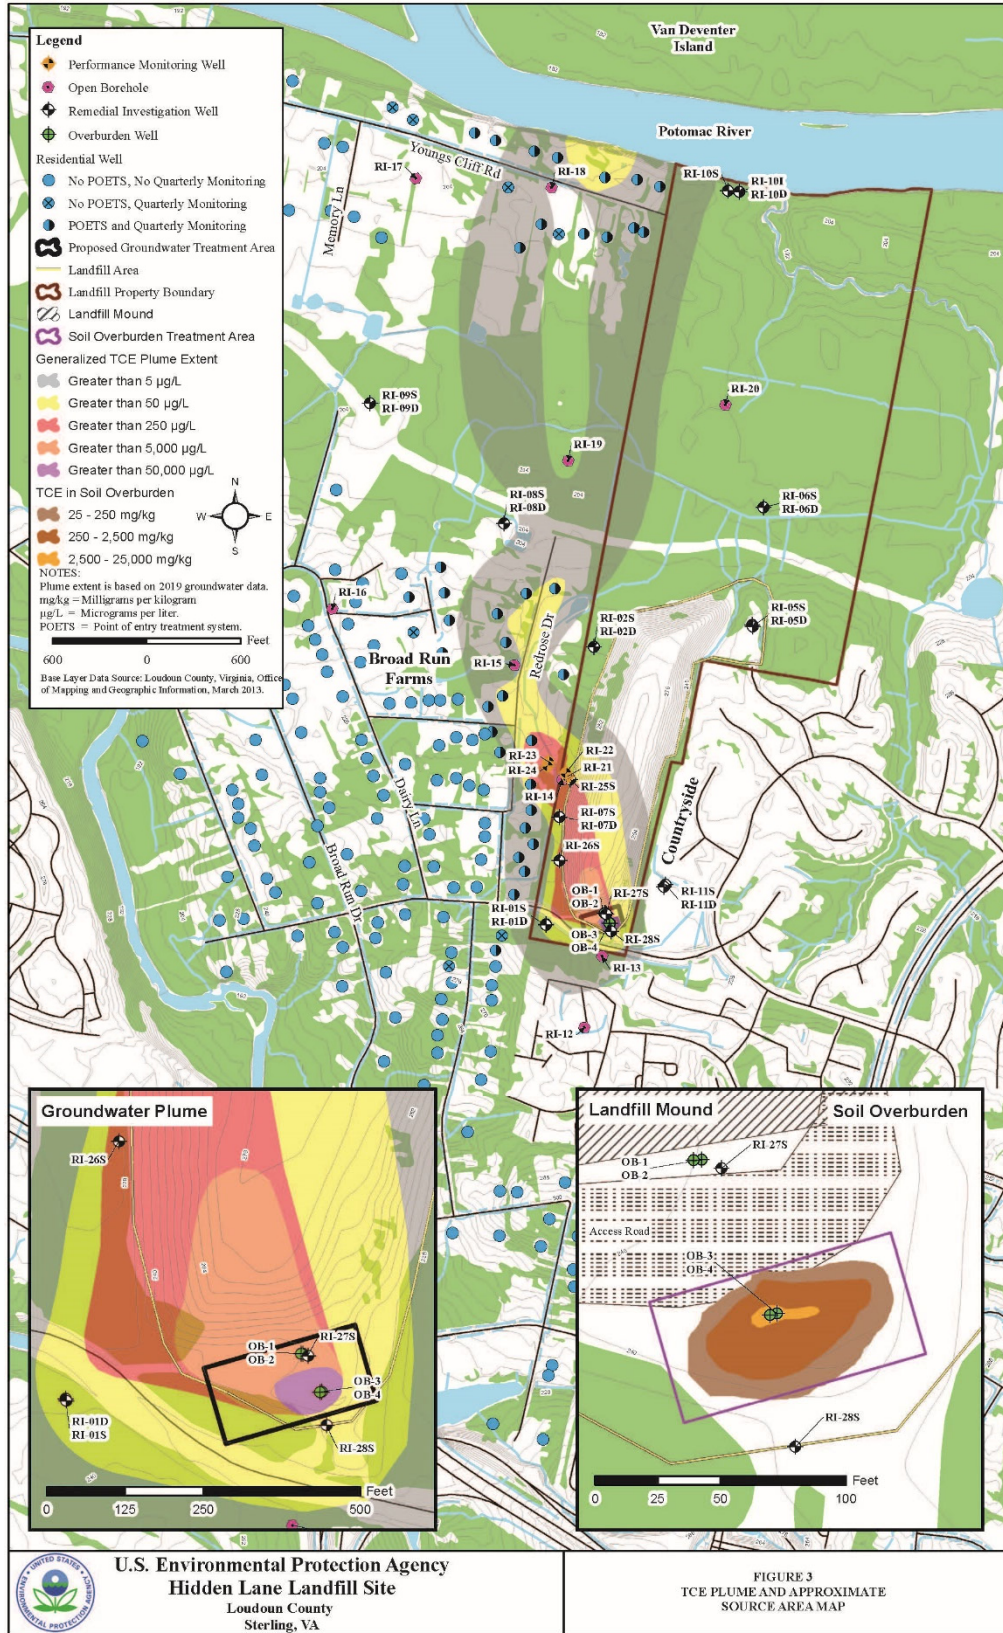 Legend
Performance Monitoring Well
Open Borehole
Remedial Investigation Well
Overburden Well
Residential Well
No POETS, No Quarterly Monitoring
No POETS, Quarterly Monitoring
POETS and Quarterly Monitoring
Proposed Groundwater Treatment Area
Landfill Area
Landfill Property Boundary
Landfill Mound
Soil Overburden Treatment Area
Generalized TCE Plume Extent
Greater than 5 µg/L
Greater than 50 µg/L
Greater than 250 µg/L
Greater than 5,000 µg/L
Greater than 50,000 µg/L
TCE in Soil Overburden
25 - 250 mg/kg
250 - 2,500 mg/kg
2,500 - 25,000 mg/kg
N
W E
S
NOTES:
Plume extent is based on 2019 groundwater data.
mg/kg = Milligrams per kilogram
µg/L = Micrograms per liter.
POETS = Point of entry treatment system.
Feet
600 0 600
Base Layer Data Source: Loudoun County, Virginia, Office
of Mapping and Geographic Information, March 2013.
Van Deventer
Island
Potomac River
Youngs Cliff Rd
Memory Ln
RI-17
RI-18
RI-10S
RI-10I
RI-10D
RI-09S
RI-09D
RI-20
RI-19
RI-08S
RI-08D
RI-06S
RI-06D
RI-16
RI-02S
RI-02D
RI-05S
RI-05D
Broad Run
Farms
RI-15
Redrose Dr
RI-23
RI-24
RI-22
RI-21
RI-25S
RI-14
RI-07S
RI-07D
Dairy Ln
Broad Run Dr
Countryside
RI-26S
OB-1
OB-2
RI-27S
RI-11S
RI-11D
RI-01S
RI-01D
OB-3
OB-4
RI-28S
RI-13
RI-12
Groundwater Plume
RI-26S
OB-1
OB-2
RI-27S
OB-3
OB-4
RI-01D
RI-01S
RI-28S
Feet
0 125 250 500
Landfill Mound
Soil Overburden
OB-1
OB-2
RI-27S
Access Road
OB-3
OB-4
RI-28S
Feet
0 25 50 100
UNITED STATES
ENVIRONMENTAL PROTECTION AGENCY
U.S. Environmental Protection Agency
Hidden Lane Landfill Site
Loudoun County
Sterling, VA
FIGURE 3
TCE PLUME AND APPROXIMATE
SOURCE AREA MAP